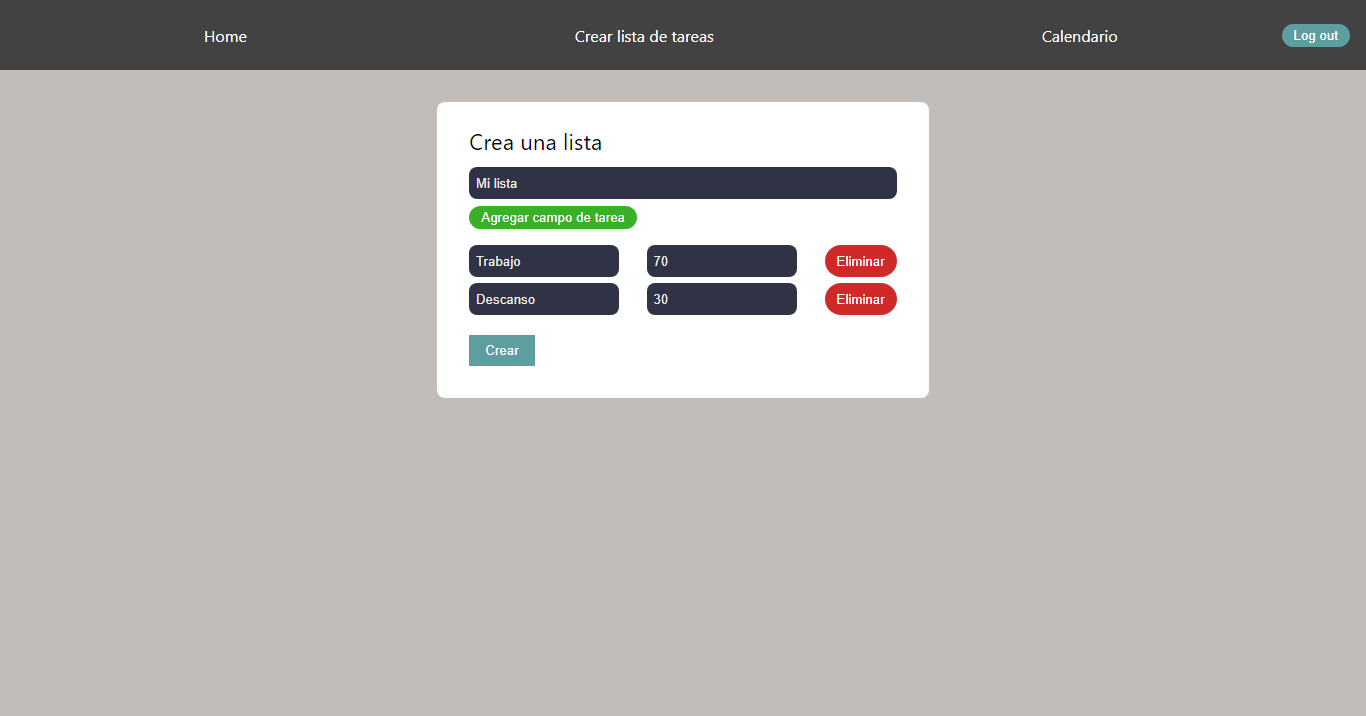 Home Crear lista de tareas Calendario Log out
Crea una lista
Mi lista
Agregar campo de tarea
Trabajo 70 Eliminar
Descanso 30 Eliminar
Crear